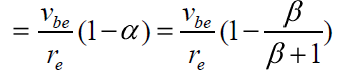 = v_be / r_e (1 − α) = v_be / r_e (1 − β / (β + 1))